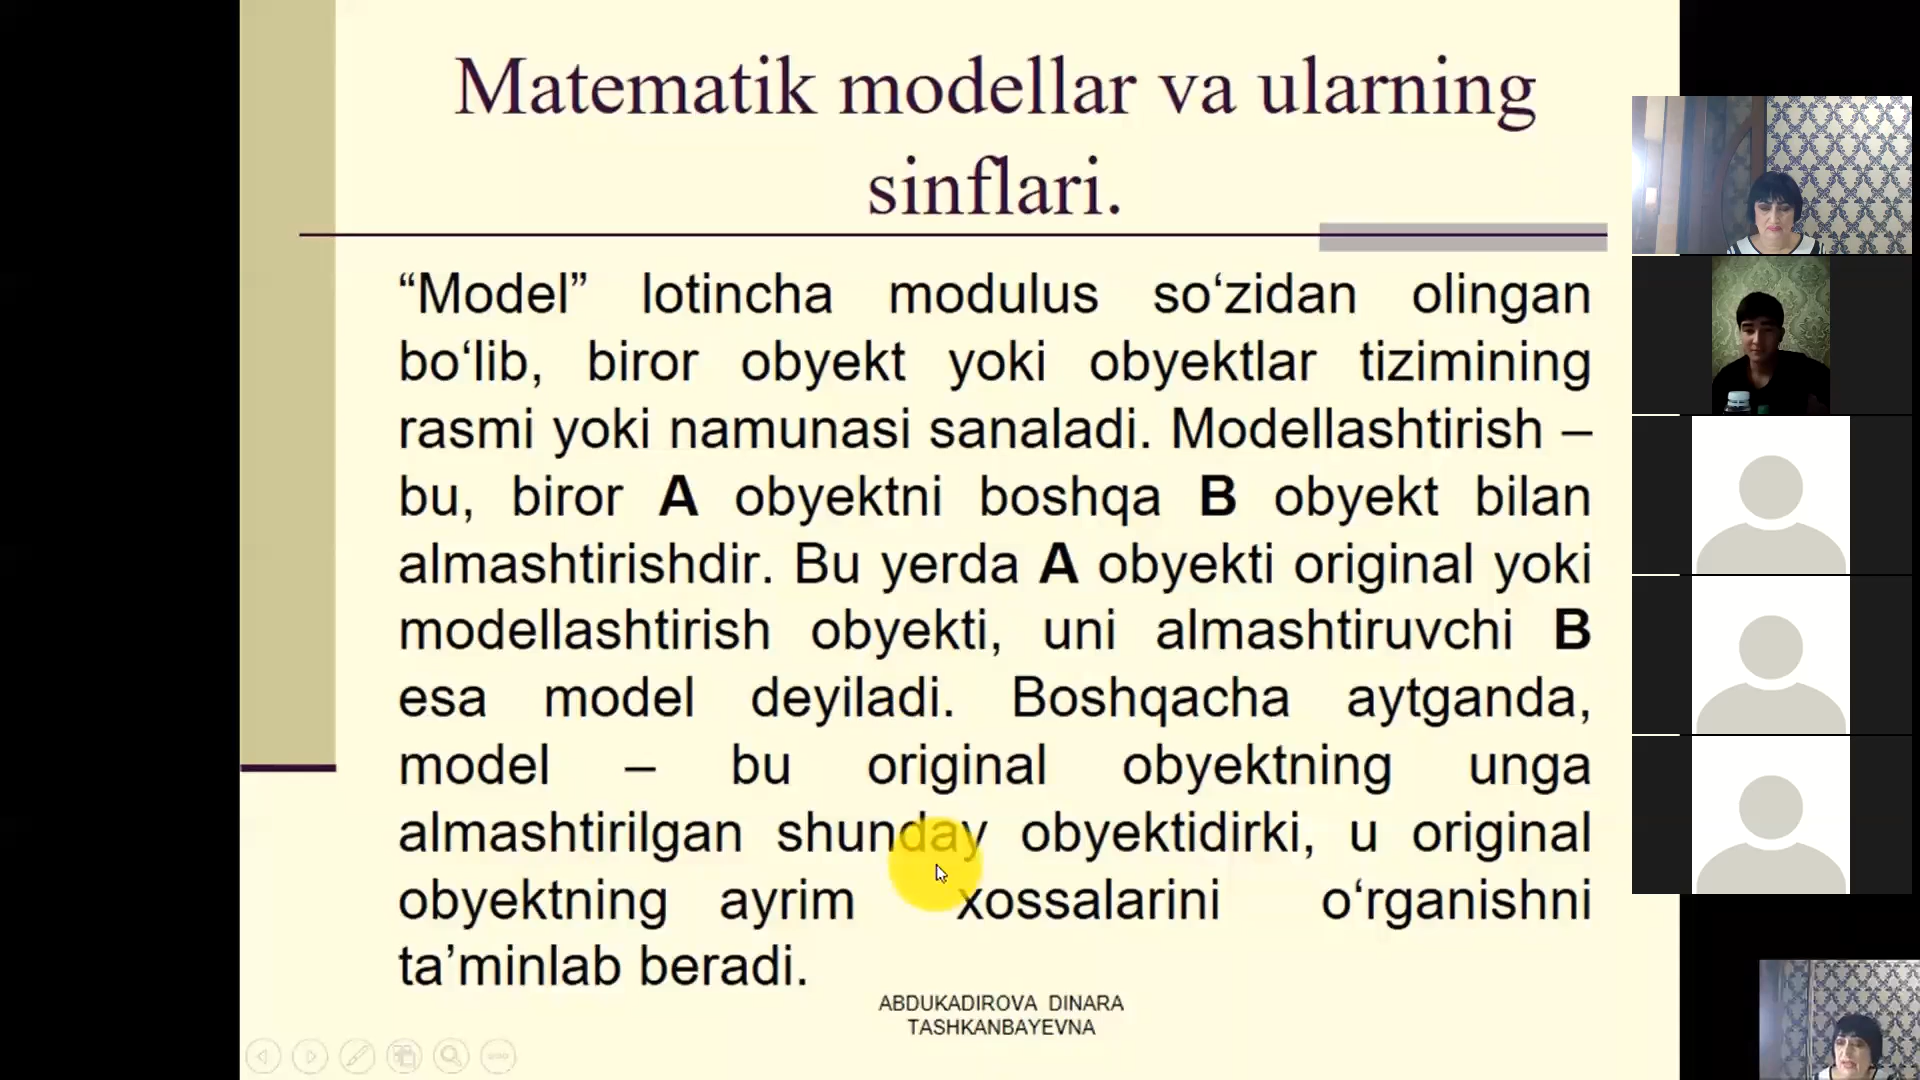 Matematik modellar va ularning
sinflari.
“Model” lotincha modulus so‘zidan olingan
bo‘lib, biror obyekt yoki obyektlar tizimining
rasmi yoki namunasi sanaladi. Modellashtirish –
bu, biror A obyektni boshqa B obyekt bilan
almashtirishdir. Bu yerda A obyekti original yoki
modellashtirish obyekti, uni almashtiruvchi B
esa model deyiladi. Boshqacha aytganda,
model – bu original obyektning unga
almashtirilgan shunday obyektidirki, u original
obyektning ayrim xossalarini o‘rganishni
ta’minlab beradi.
ABDUKADIROVA DINARA
TASHKANBAYEVNA